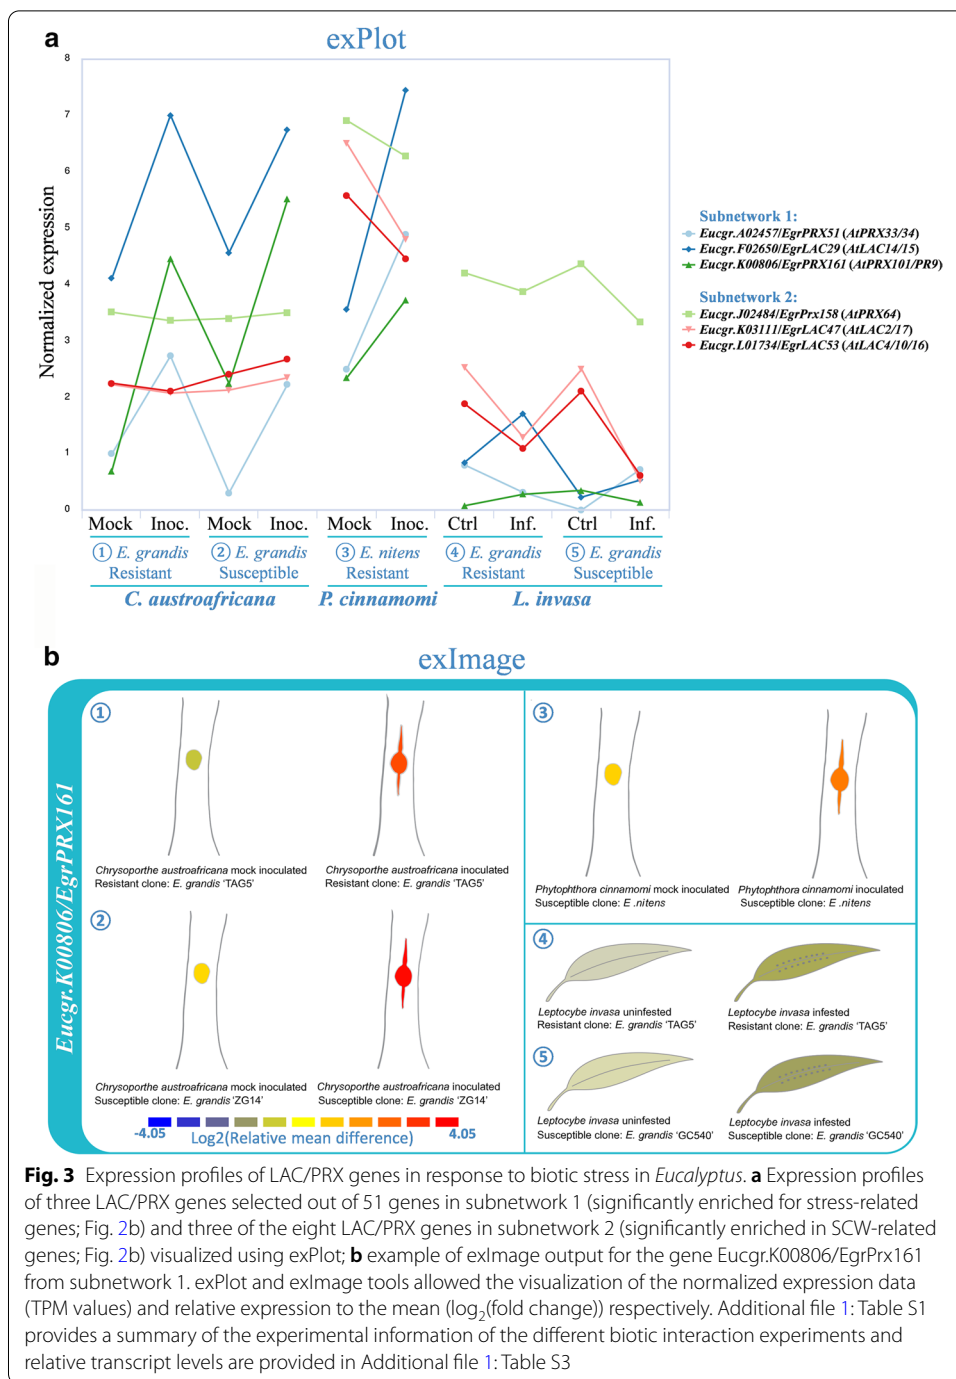 a
exPlot
8
7
6
5
4
3
2
1
0
Normalized expression
Mock Inoc. Mock Inoc. Mock Inoc. Ctrl Inf. Ctrl Inf.
① E. grandis ② E. grandis ③ E. nitens ④ E. grandis ⑤ E. grandis
Resistant Susceptible Resistant Resistant Susceptible
C. austroafricana P. cinnamomi L. invasa
Subnetwork 1:
Eucgr.A02457/EgrPRX51 (AtPRX33/34)
Eucgr.F02650/EgrLAC29 (AtLAC14/15)
Eucgr.K00806/EgrPRX161 (AtPRX101/PR9)
Subnetwork 2:
Eucgr.J02484/EgrPrx158 (AtPRX64)
Eucgr.K03111/EgrLAC47 (AtLAC2/17)
Eucgr.L01734/EgrLAC53 (AtLAC4/10/16)
b
exImage
Eucgr.K00806/EgrPRX161
①
Chrysoporthe austroafricana mock inoculated
Resistant clone: E. grandis 'TAG5'
Chrysoporthe austroafricana inoculated
Resistant clone: E. grandis 'TAG5'
②
Chrysoporthe austroafricana mock inoculated
Susceptible clone: E. grandis 'ZG14'
Chrysoporthe austroafricana inoculated
Susceptible clone: E. grandis 'ZG14'
-4.05 Log2(Relative mean difference) 4.05
③
Phytophthora cinnamomi mock inoculated
Susceptible clone: E .nitens
Phytophthora cinnamomi inoculated
Susceptible clone: E .nitens
④
Leptocybe invasa uninfested
Resistant clone: E. grandis 'TAG5'
Leptocybe invasa infested
Resistant clone: E. grandis 'TAG5'
⑤
Leptocybe invasa uninfested
Susceptible clone: E. grandis 'GC540'
Leptocybe invasa infested
Susceptible clone: E. grandis 'GC540'
Fig. 3 Expression profiles of LAC/PRX genes in response to biotic stress in Eucalyptus. a Expression profiles
of three LAC/PRX genes selected out of 51 genes in subnetwork 1 (significantly enriched for stress-related
genes; Fig. 2b) and three of the eight LAC/PRX genes in subnetwork 2 (significantly enriched in SCW-related
genes; Fig. 2b) visualized using exPlot; b example of exImage output for the gene Eucgr.K00806/EgrPrx161
from subnetwork 1. exPlot and exImage tools allowed the visualization of the normalized expression data
(TPM values) and relative expression to the mean (log2(fold change)) respectively. Additional file 1: Table S1
provides a summary of the experimental information of the different biotic interaction experiments and
relative transcript levels are provided in Additional file 1: Table S3